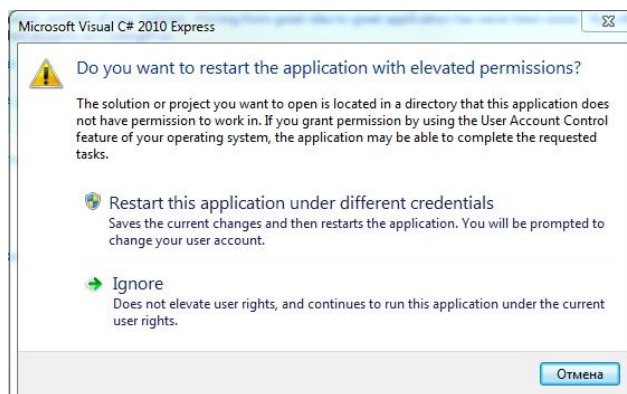 Microsoft Visual C# 2010 Express
Do you want to restart the application with elevated permissions?
The solution or project you want to open is located in a directory that this application does
not have permission to work in. If you grant permission by using the User Account Control
feature of your operating system, the application may be able to complete the requested
tasks.
Restart this application under different credentials
Saves the current changes and then restarts the application. You will be prompted to
change your user account.
Ignore
Does not elevate user rights, and continues to run this application under the current
user rights.
Отмена